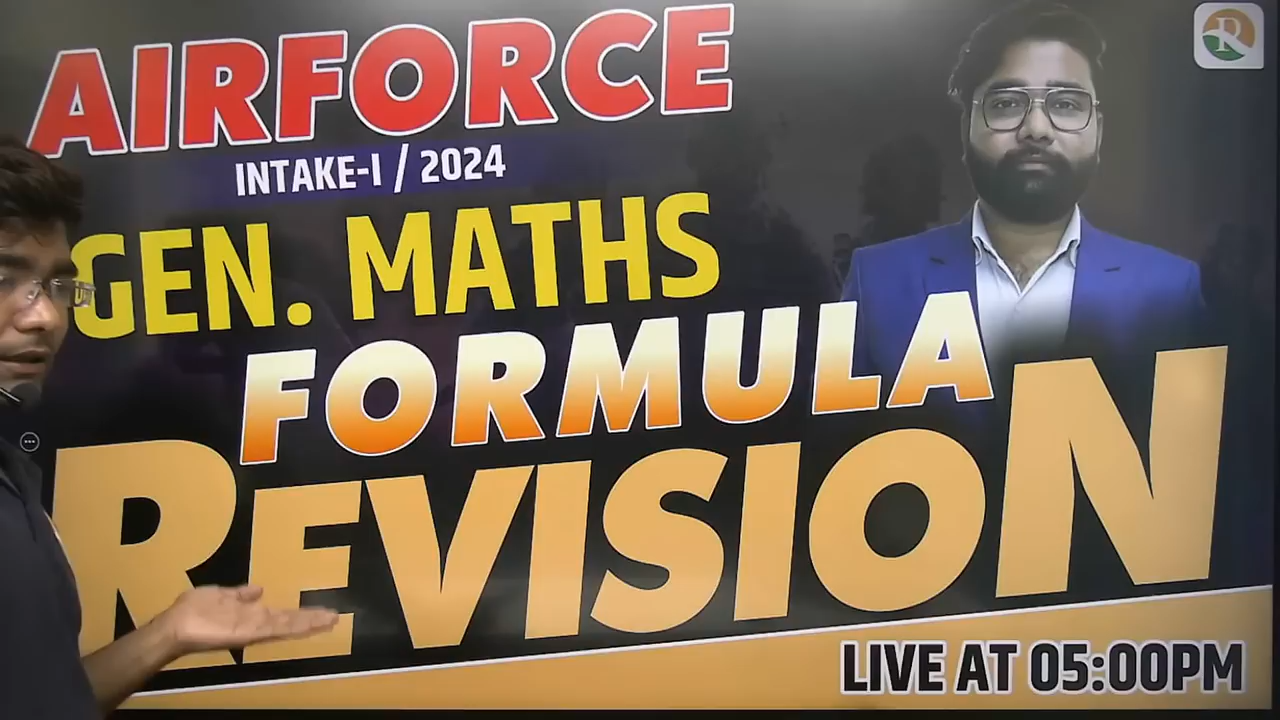 AIRFORCE
INTAKE-I / 2024
GEN. MATHS
FORMULA
REVISION
LIVE AT 05:00PM
R